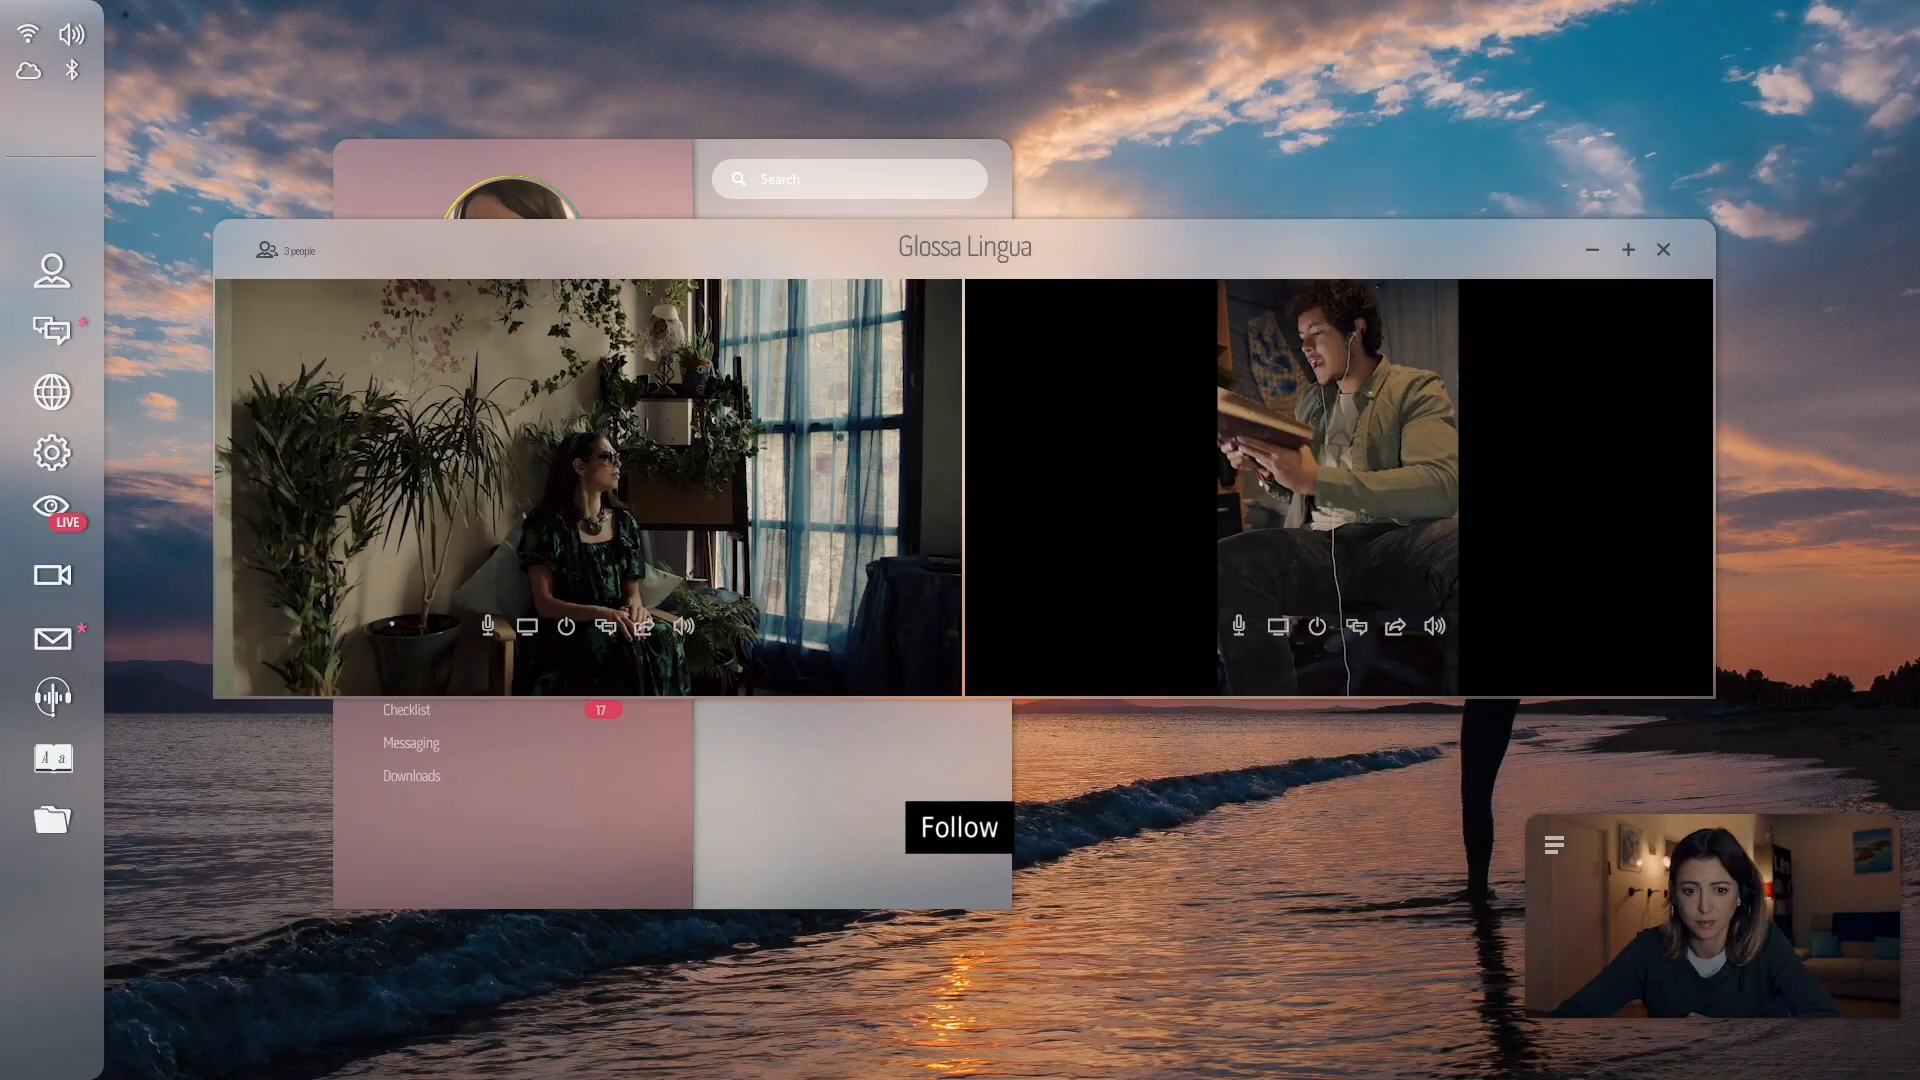 Search
3 people
Glossa Lingua
LIVE
A a
Checklist
17
Messaging
Downloads
Follow